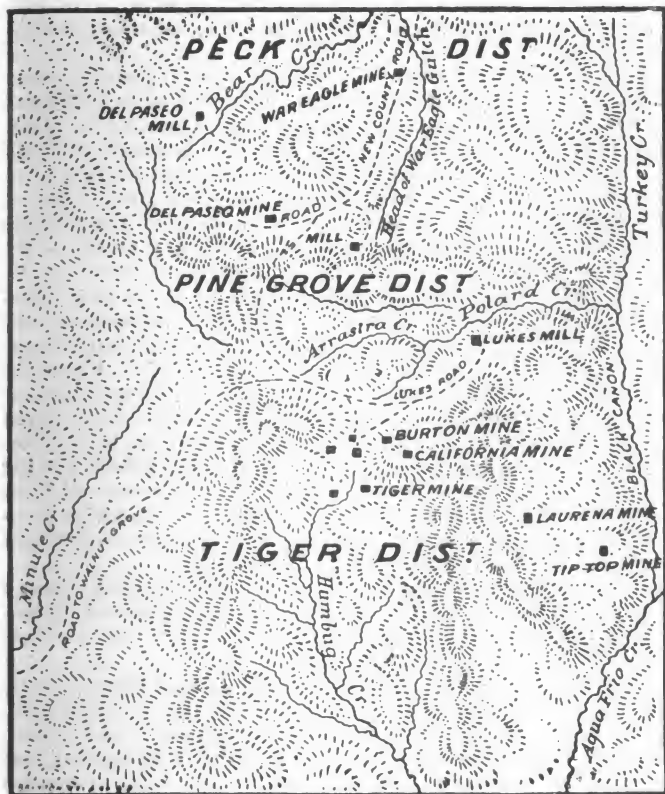 PECK DIST
Bear Cr.
DEL PASEO
MILL
WAR EAGLE MINE
NEW COUNTY ROAD
Head of War Eagle Gulch
Turkey Cr.
DEL PASEO MINE
ROAD
MILL
PINE GROVE DIST
Arrastra Cr.
Polard Cr.
LUKES MILL
LUKES ROAD
BURTON MINE
CALIFORNIA MINE
BLACK CANON
TIGER MINE
LAURENA MINE
Minule Cr.
ROAD TO WALNUT GROVE
TIGER DIST.
TIP-TOP MINE
Humbug Cr.
Aqua Frio Cr.